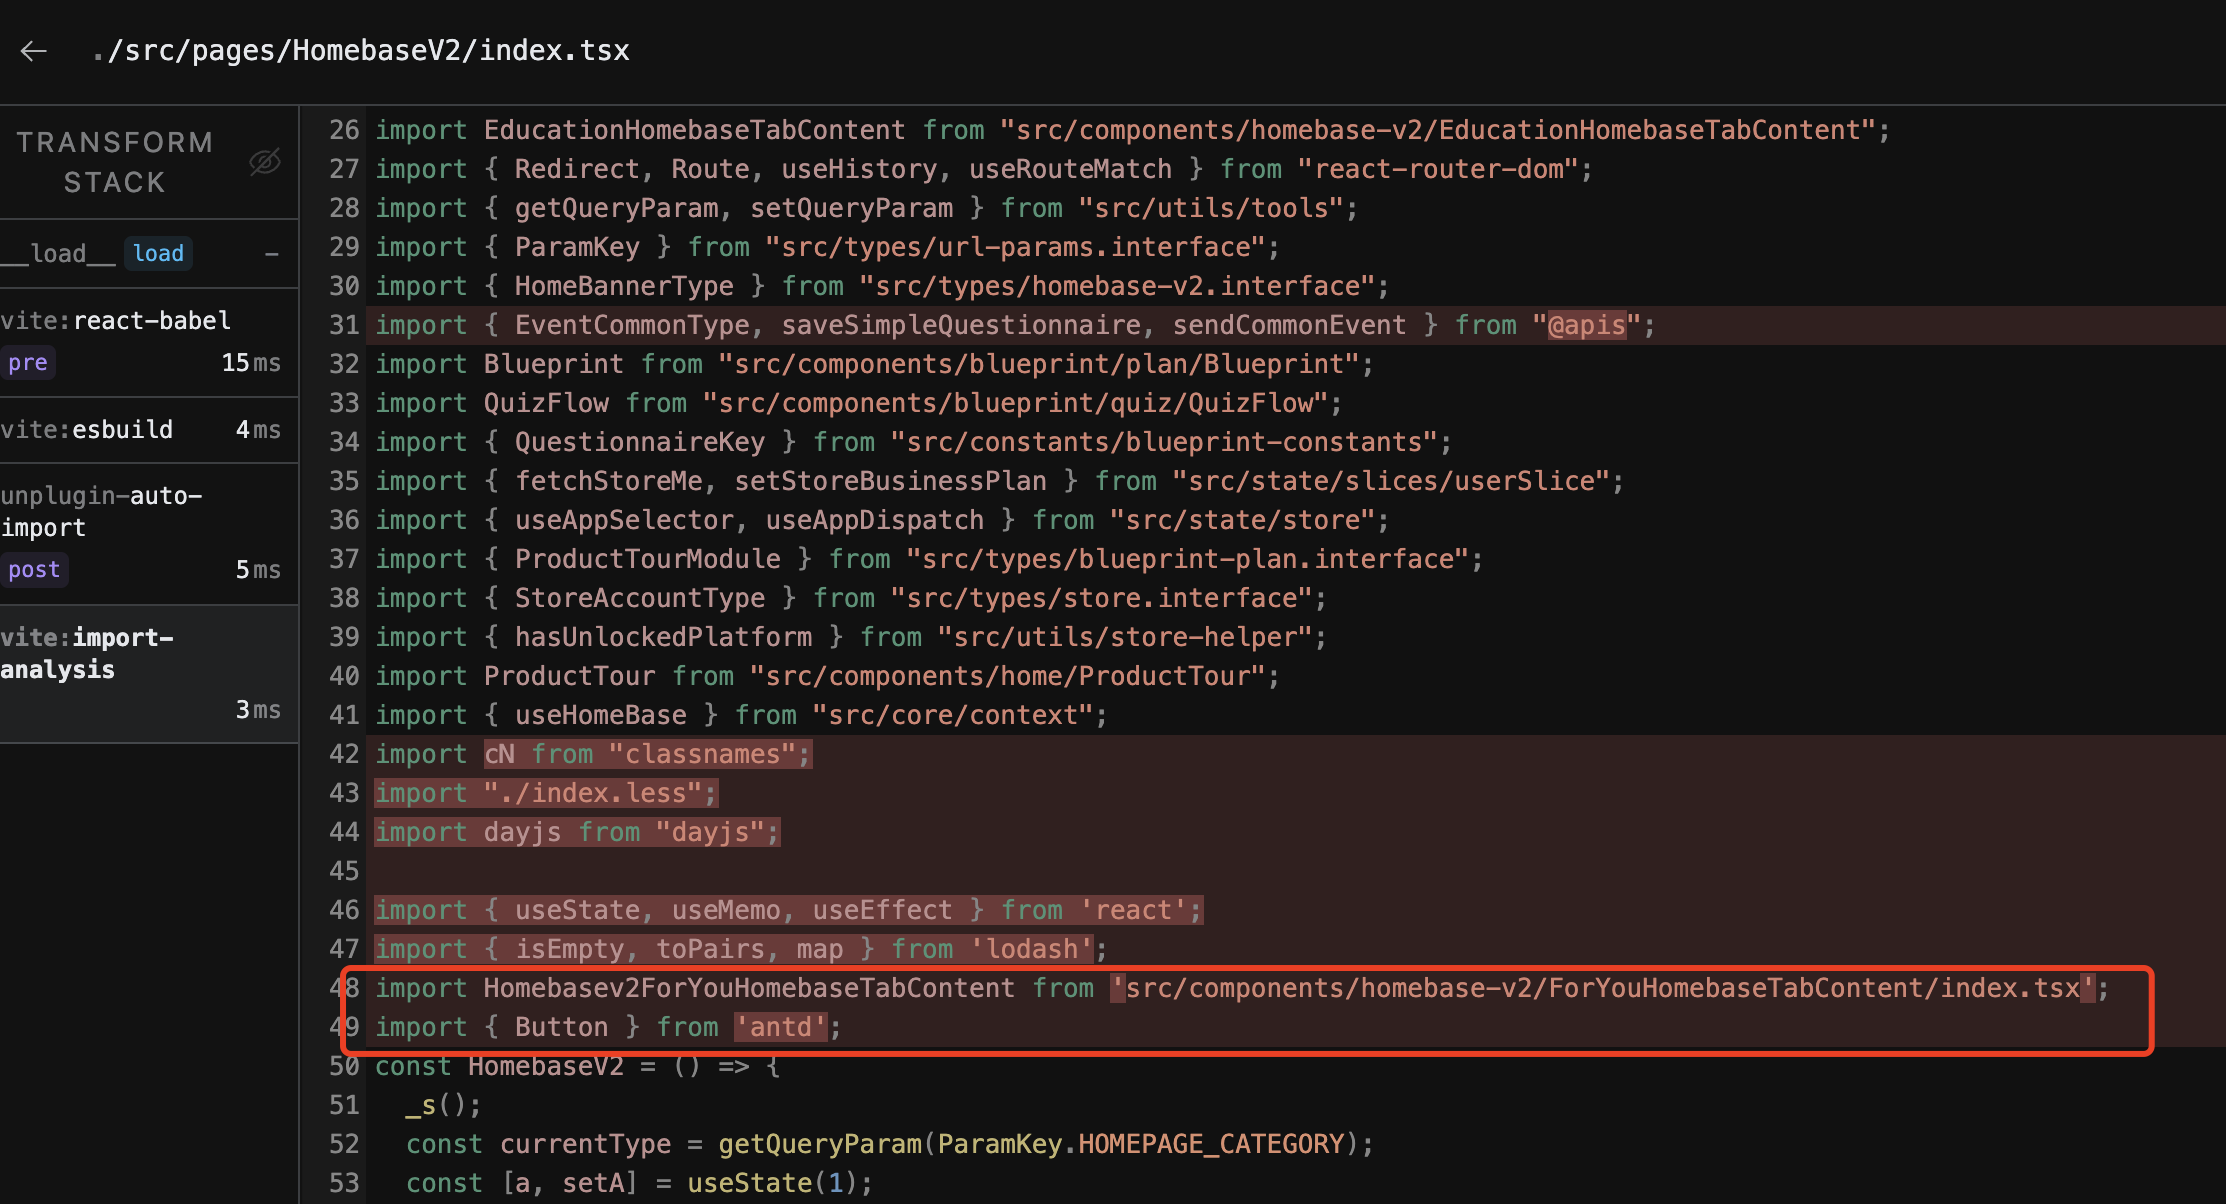 ./src/pages/HomebaseV2/index.tsx
TRANSFORM
STACK
__load__ load –
vite:react-babel
pre 15ms
vite:esbuild 4ms
unplugin-auto-
import
post 5ms
vite:import-
analysis
3ms
26 import EducationHomebaseTabContent from "src/components/homebase-v2/EducationHomebaseTabContent";
27 import { Redirect, Route, useHistory, useRouteMatch } from "react-router-dom";
28 import { getQueryParam, setQueryParam } from "src/utils/tools";
29 import { ParamKey } from "src/types/url-params.interface";
30 import { HomeBannerType } from "src/types/homebase-v2.interface";
31 import { EventCommonType, saveSimpleQuestionnaire, sendCommonEvent } from "@apis";
32 import Blueprint from "src/components/blueprint/plan/Blueprint";
33 import QuizFlow from "src/components/blueprint/quiz/QuizFlow";
34 import { QuestionnaireKey } from "src/constants/blueprint-constants";
35 import { fetchStoreMe, setStoreBusinessPlan } from "src/state/slices/userSlice";
36 import { useAppSelector, useAppDispatch } from "src/state/store";
37 import { ProductTourModule } from "src/types/blueprint-plan.interface";
38 import { StoreAccountType } from "src/types/store.interface";
39 import { hasUnlockedPlatform } from "src/utils/store-helper";
40 import ProductTour from "src/components/home/ProductTour";
41 import { useHomeBase } from "src/core/context";
42 import cN from "classnames";
43 import "./index.less";
44 import dayjs from "dayjs";
45
46 import { useState, useMemo, useEffect } from 'react';
47 import { isEmpty, toPairs, map } from 'lodash';
48 import Homebasev2ForYouHomebaseTabContent from 'src/components/homebase-v2/ForYouHomebaseTabContent/index.tsx';
49 import { Button } from 'antd';
50 const HomebaseV2 = () => {
51 _s();
52 const currentType = getQueryParam(ParamKey.HOMEPAGE_CATEGORY);
53 const [a, setA] = useState(1);